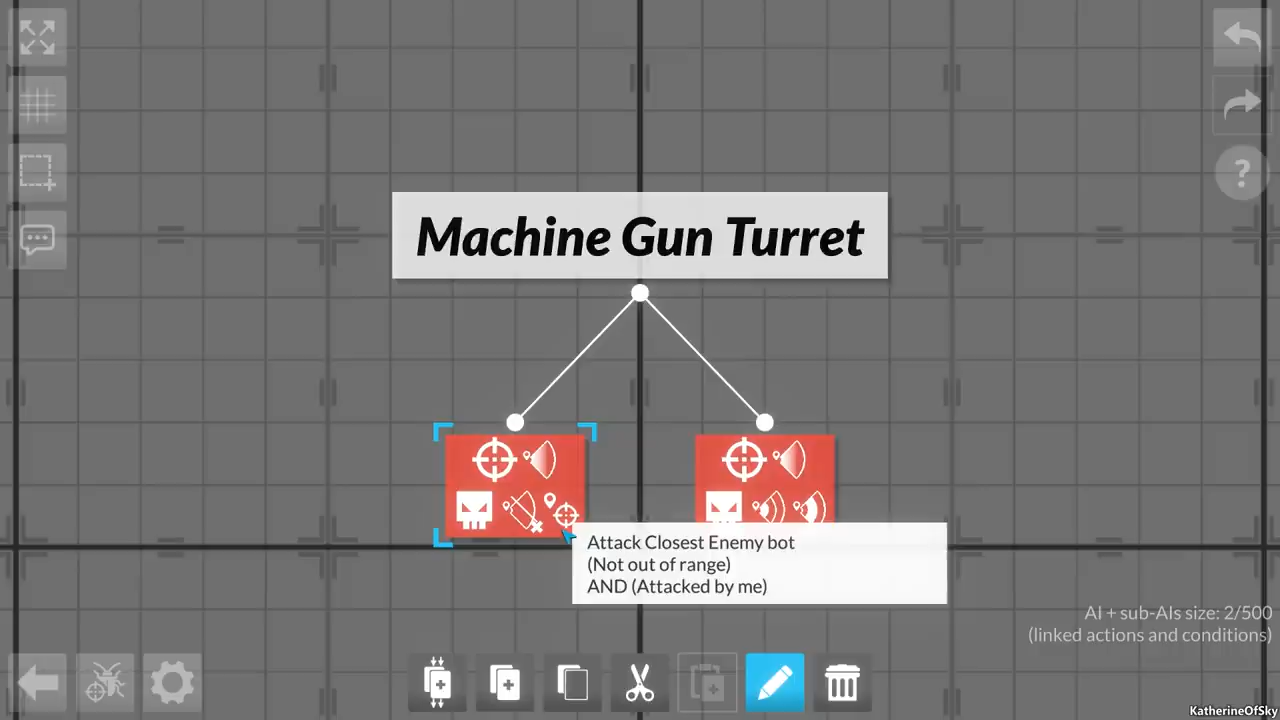 Machine Gun Turret
Attack Closest Enemy bot
(Not out of range)
AND (Attacked by me)
AI + sub-AIs size: 2/500
(linked actions and conditions)
?
KatherineOfSky